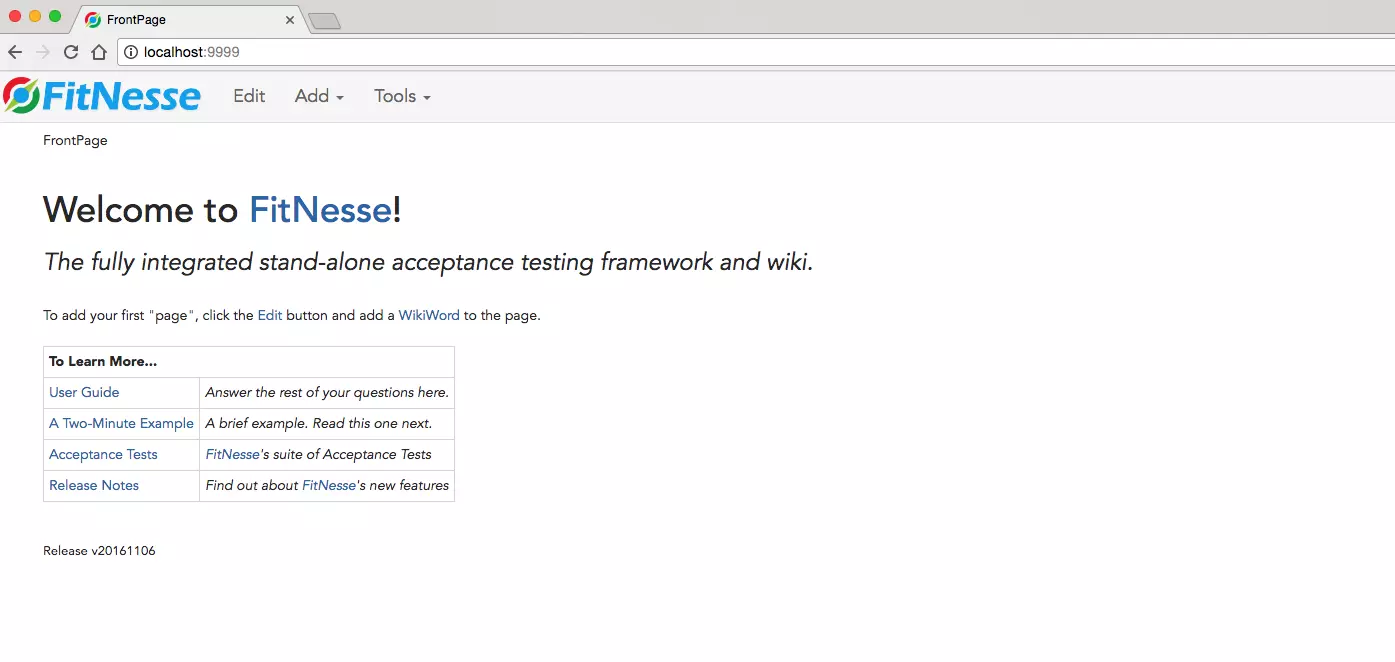 FrontPage
localhost:9999
FitNesse Edit Add Tools
FrontPage
Welcome to FitNesse!
The fully integrated stand-alone acceptance testing framework and wiki.
To add your first "page", click the Edit button and add a WikiWord to the page.
To Learn More...
User Guide Answer the rest of your questions here.
A Two-Minute Example A brief example. Read this one next.
Acceptance Tests FitNesse's suite of Acceptance Tests
Release Notes Find out about FitNesse's new features
Release v20161106